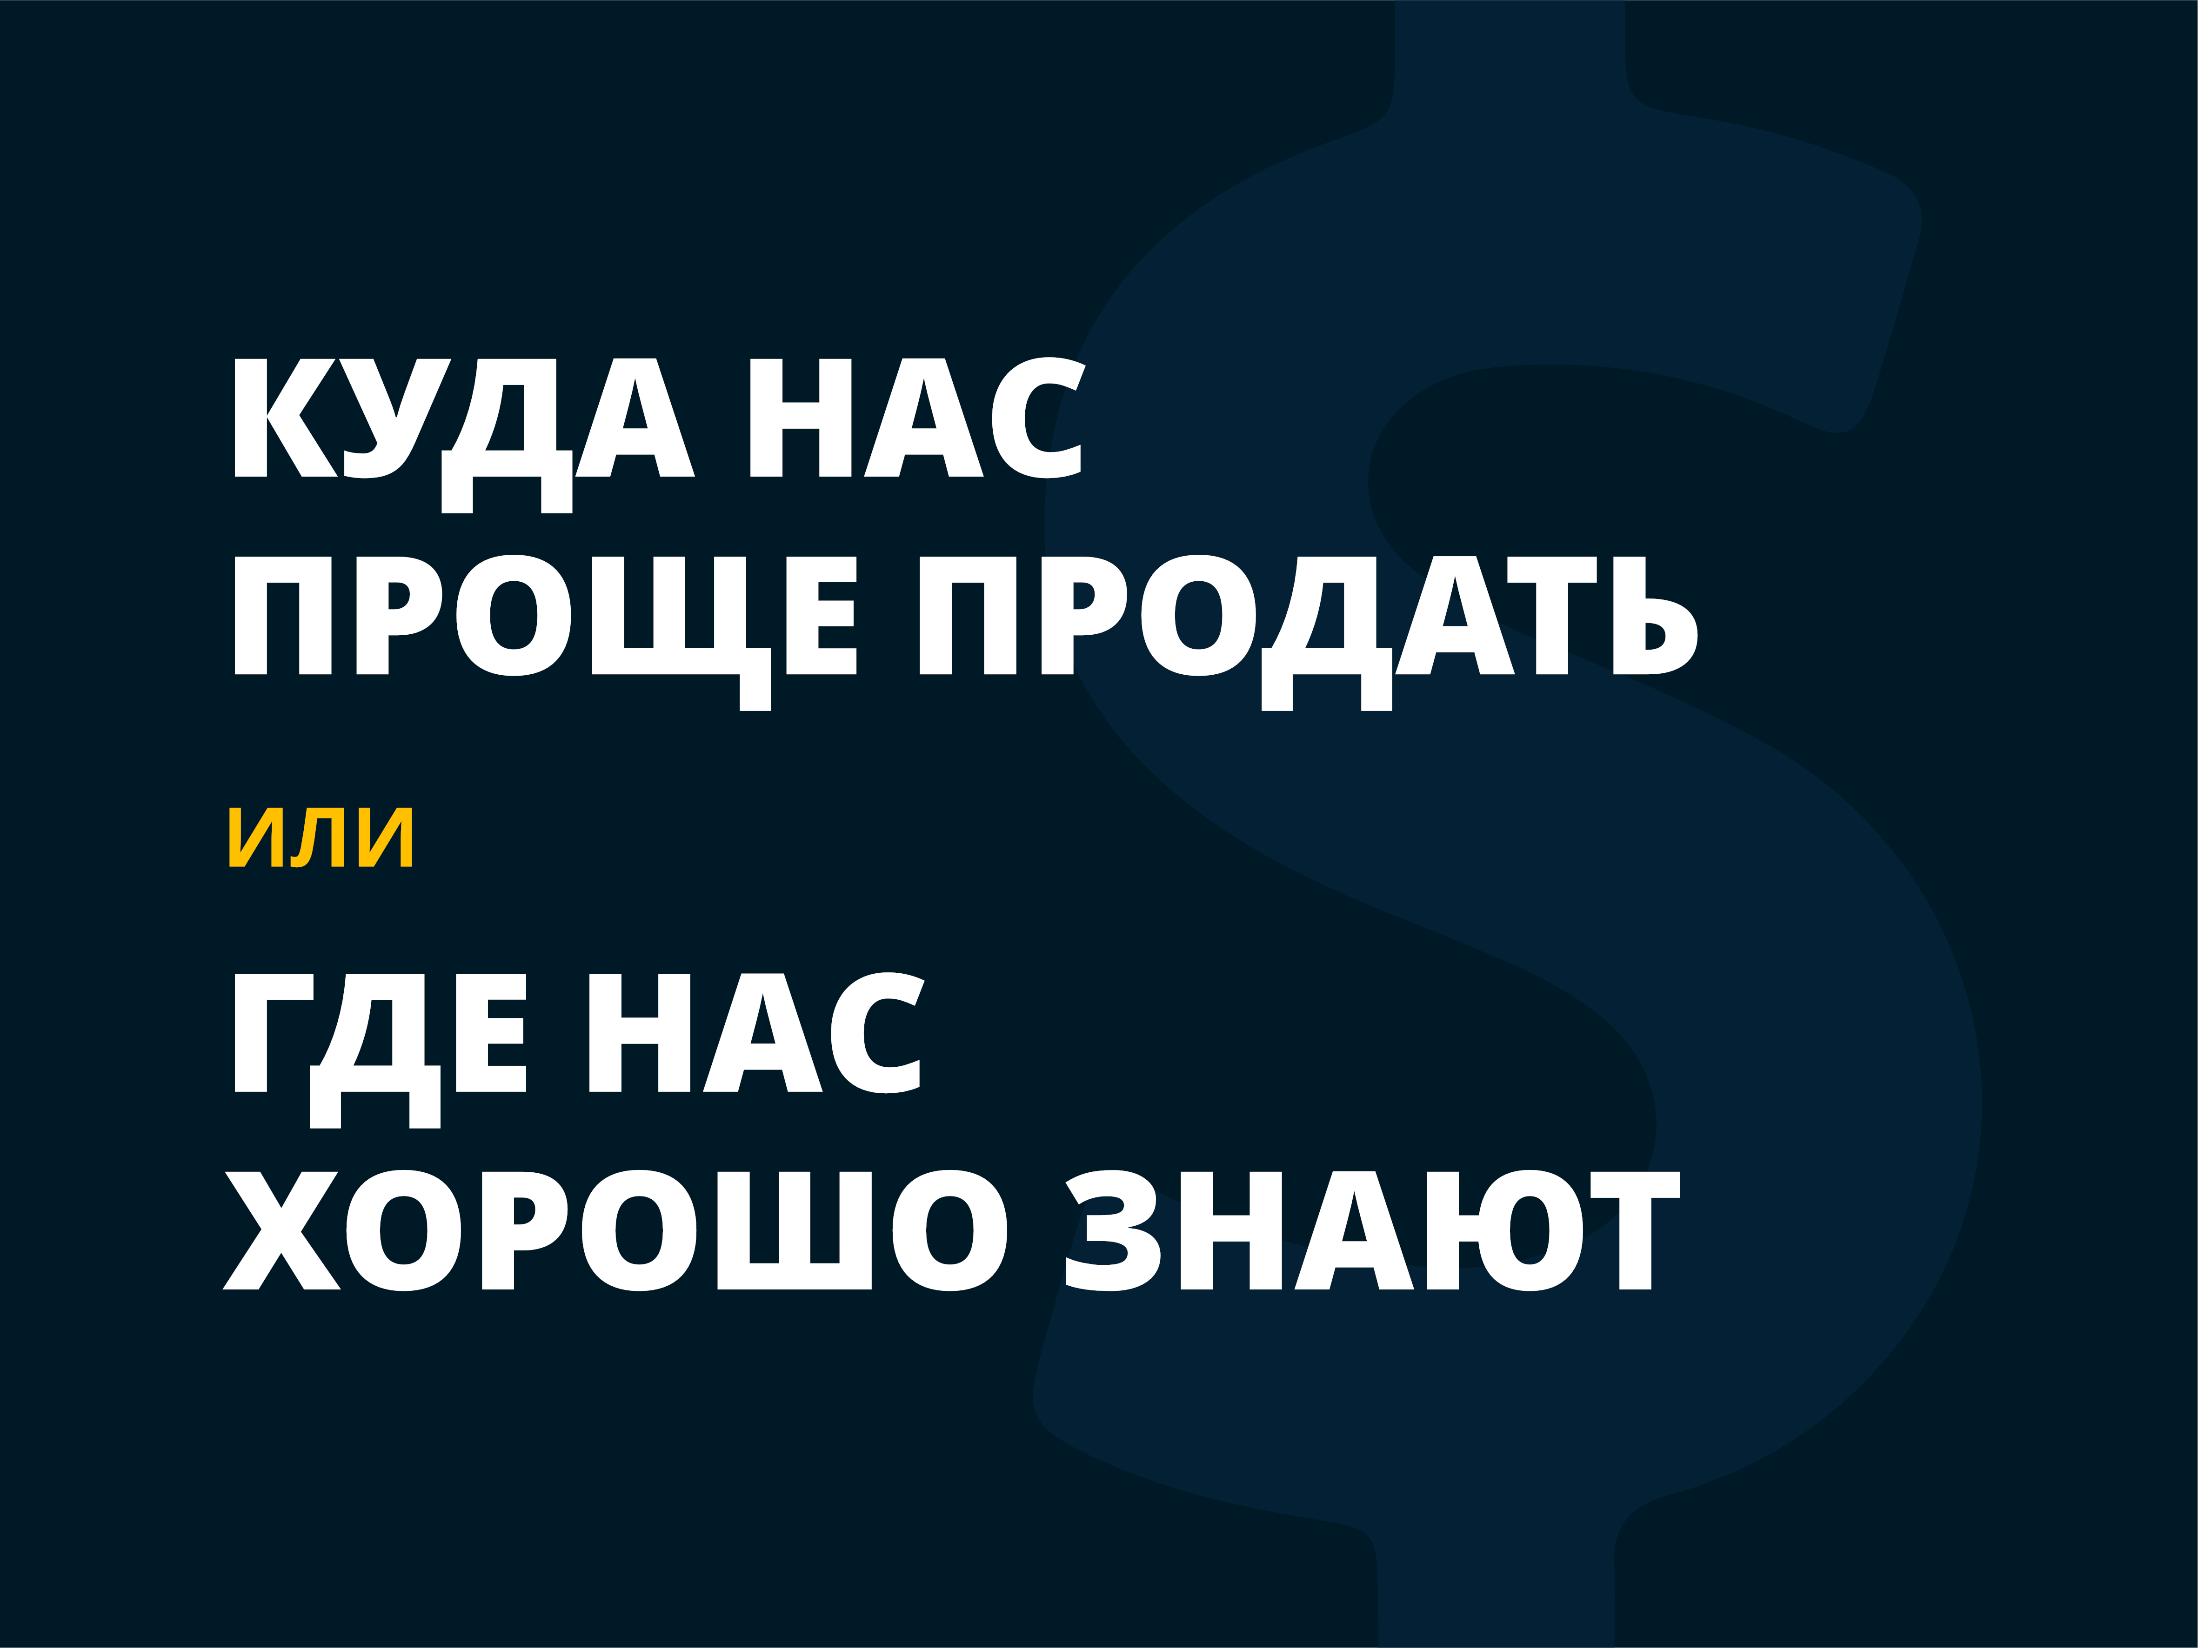 КУДА НАС
ПРОЩЕ ПРОДАТЬ
ИЛИ
ГДЕ НАС
ХОРОШО ЗНАЮТ